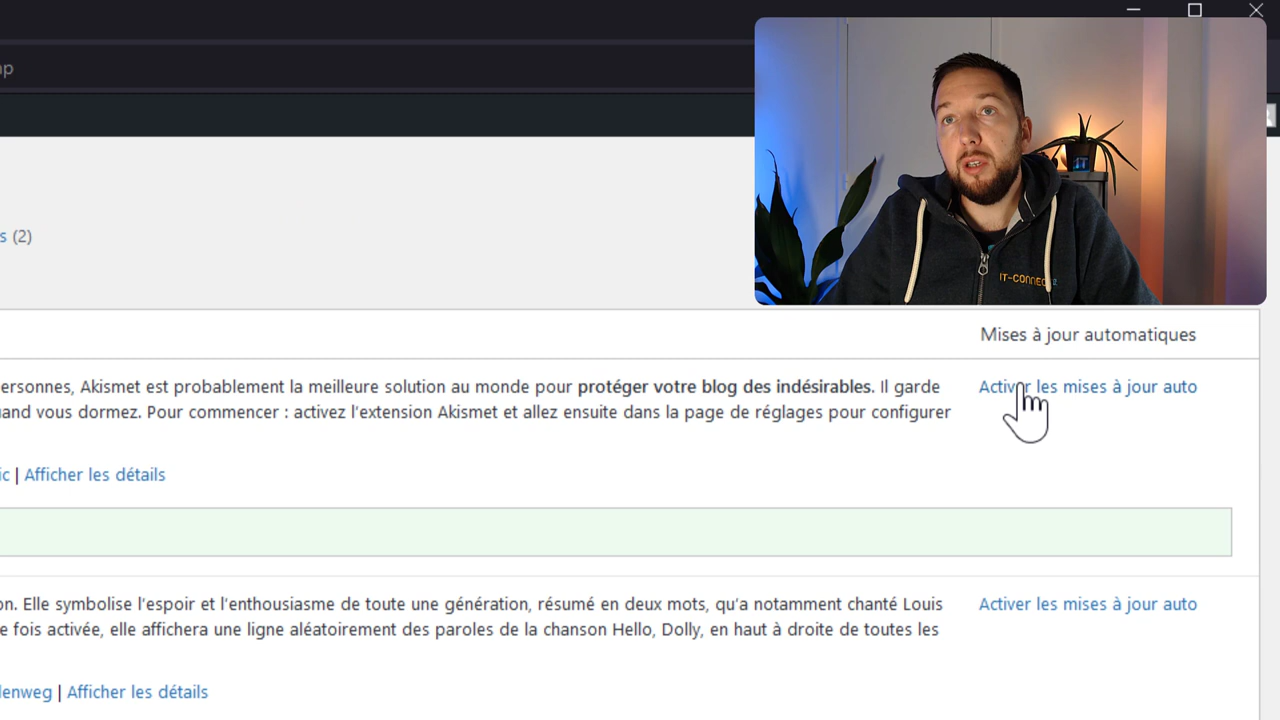 s (2)
IT-CONNEC
Mises à jour automatiques
ersonnes, Akismet est probablement la meilleure solution au monde pour protéger votre blog des indésirables. Il garde
Activer les mises à jour auto
uand vous dormez. Pour commencer : activez l'extension Akismet et allez ensuite dans la page de réglages pour configurer
ic | Afficher les détails
on. Elle symbolise l'espoir et l'enthousiasme de toute une génération, résumé en deux mots, qu'a notamment chanté Louis
Activer les mises à jour auto
e fois activée, elle affichera une ligne aléatoirement des paroles de la chanson Hello, Dolly, en haut à droite de toutes les
lenweg | Afficher les détails